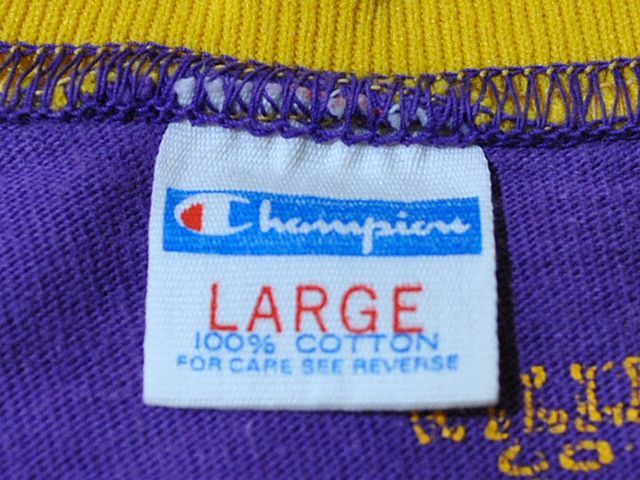 Champion
LARGE
100% COTTON
FOR CARE SEE REVERSE